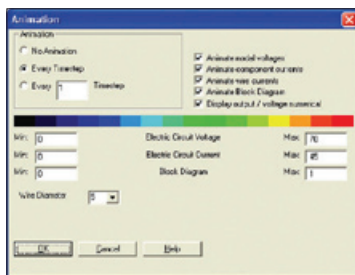 Animation
Animation
No Animation
Every Timestep
Every 1 Timestep
Animate nodal voltages
Animate component currents
Animate wire currents
Animate Block Diagram
Display output / voltage numerical
Min: 0 Electric Circuit Voltage Max: 70
Min: 0 Electric Circuit Current Max: 45
Min: 0 Block Diagram Max: 1
Wire Diameter 5
OK Cancel Help